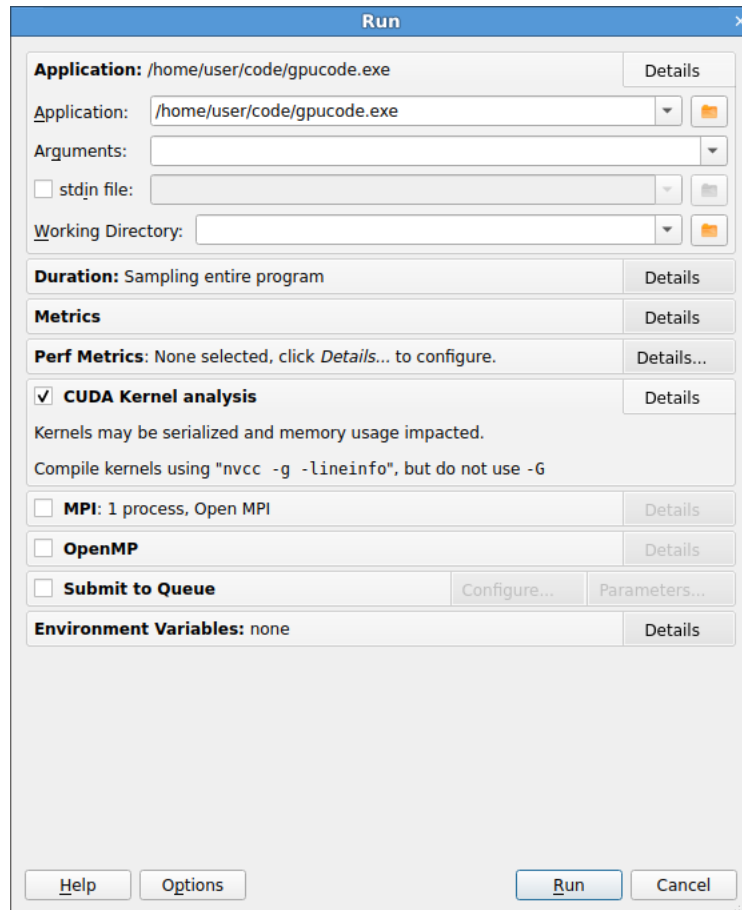 Run
Application: /home/user/code/gpucode.exe Details
Application: /home/user/code/gpucode.exe
Arguments:
stdin file:
Working Directory:
Duration: Sampling entire program Details
Metrics Details
Perf Metrics: None selected, click Details... to configure. Details...
CUDA Kernel analysis Details
Kernels may be serialized and memory usage impacted.
Compile kernels using "nvcc -g -lineinfo", but do not use -G
MPI: 1 process, Open MPI Details
OpenMP Details
Submit to Queue Configure... Parameters...
Environment Variables: none Details
Help Options Run Cancel